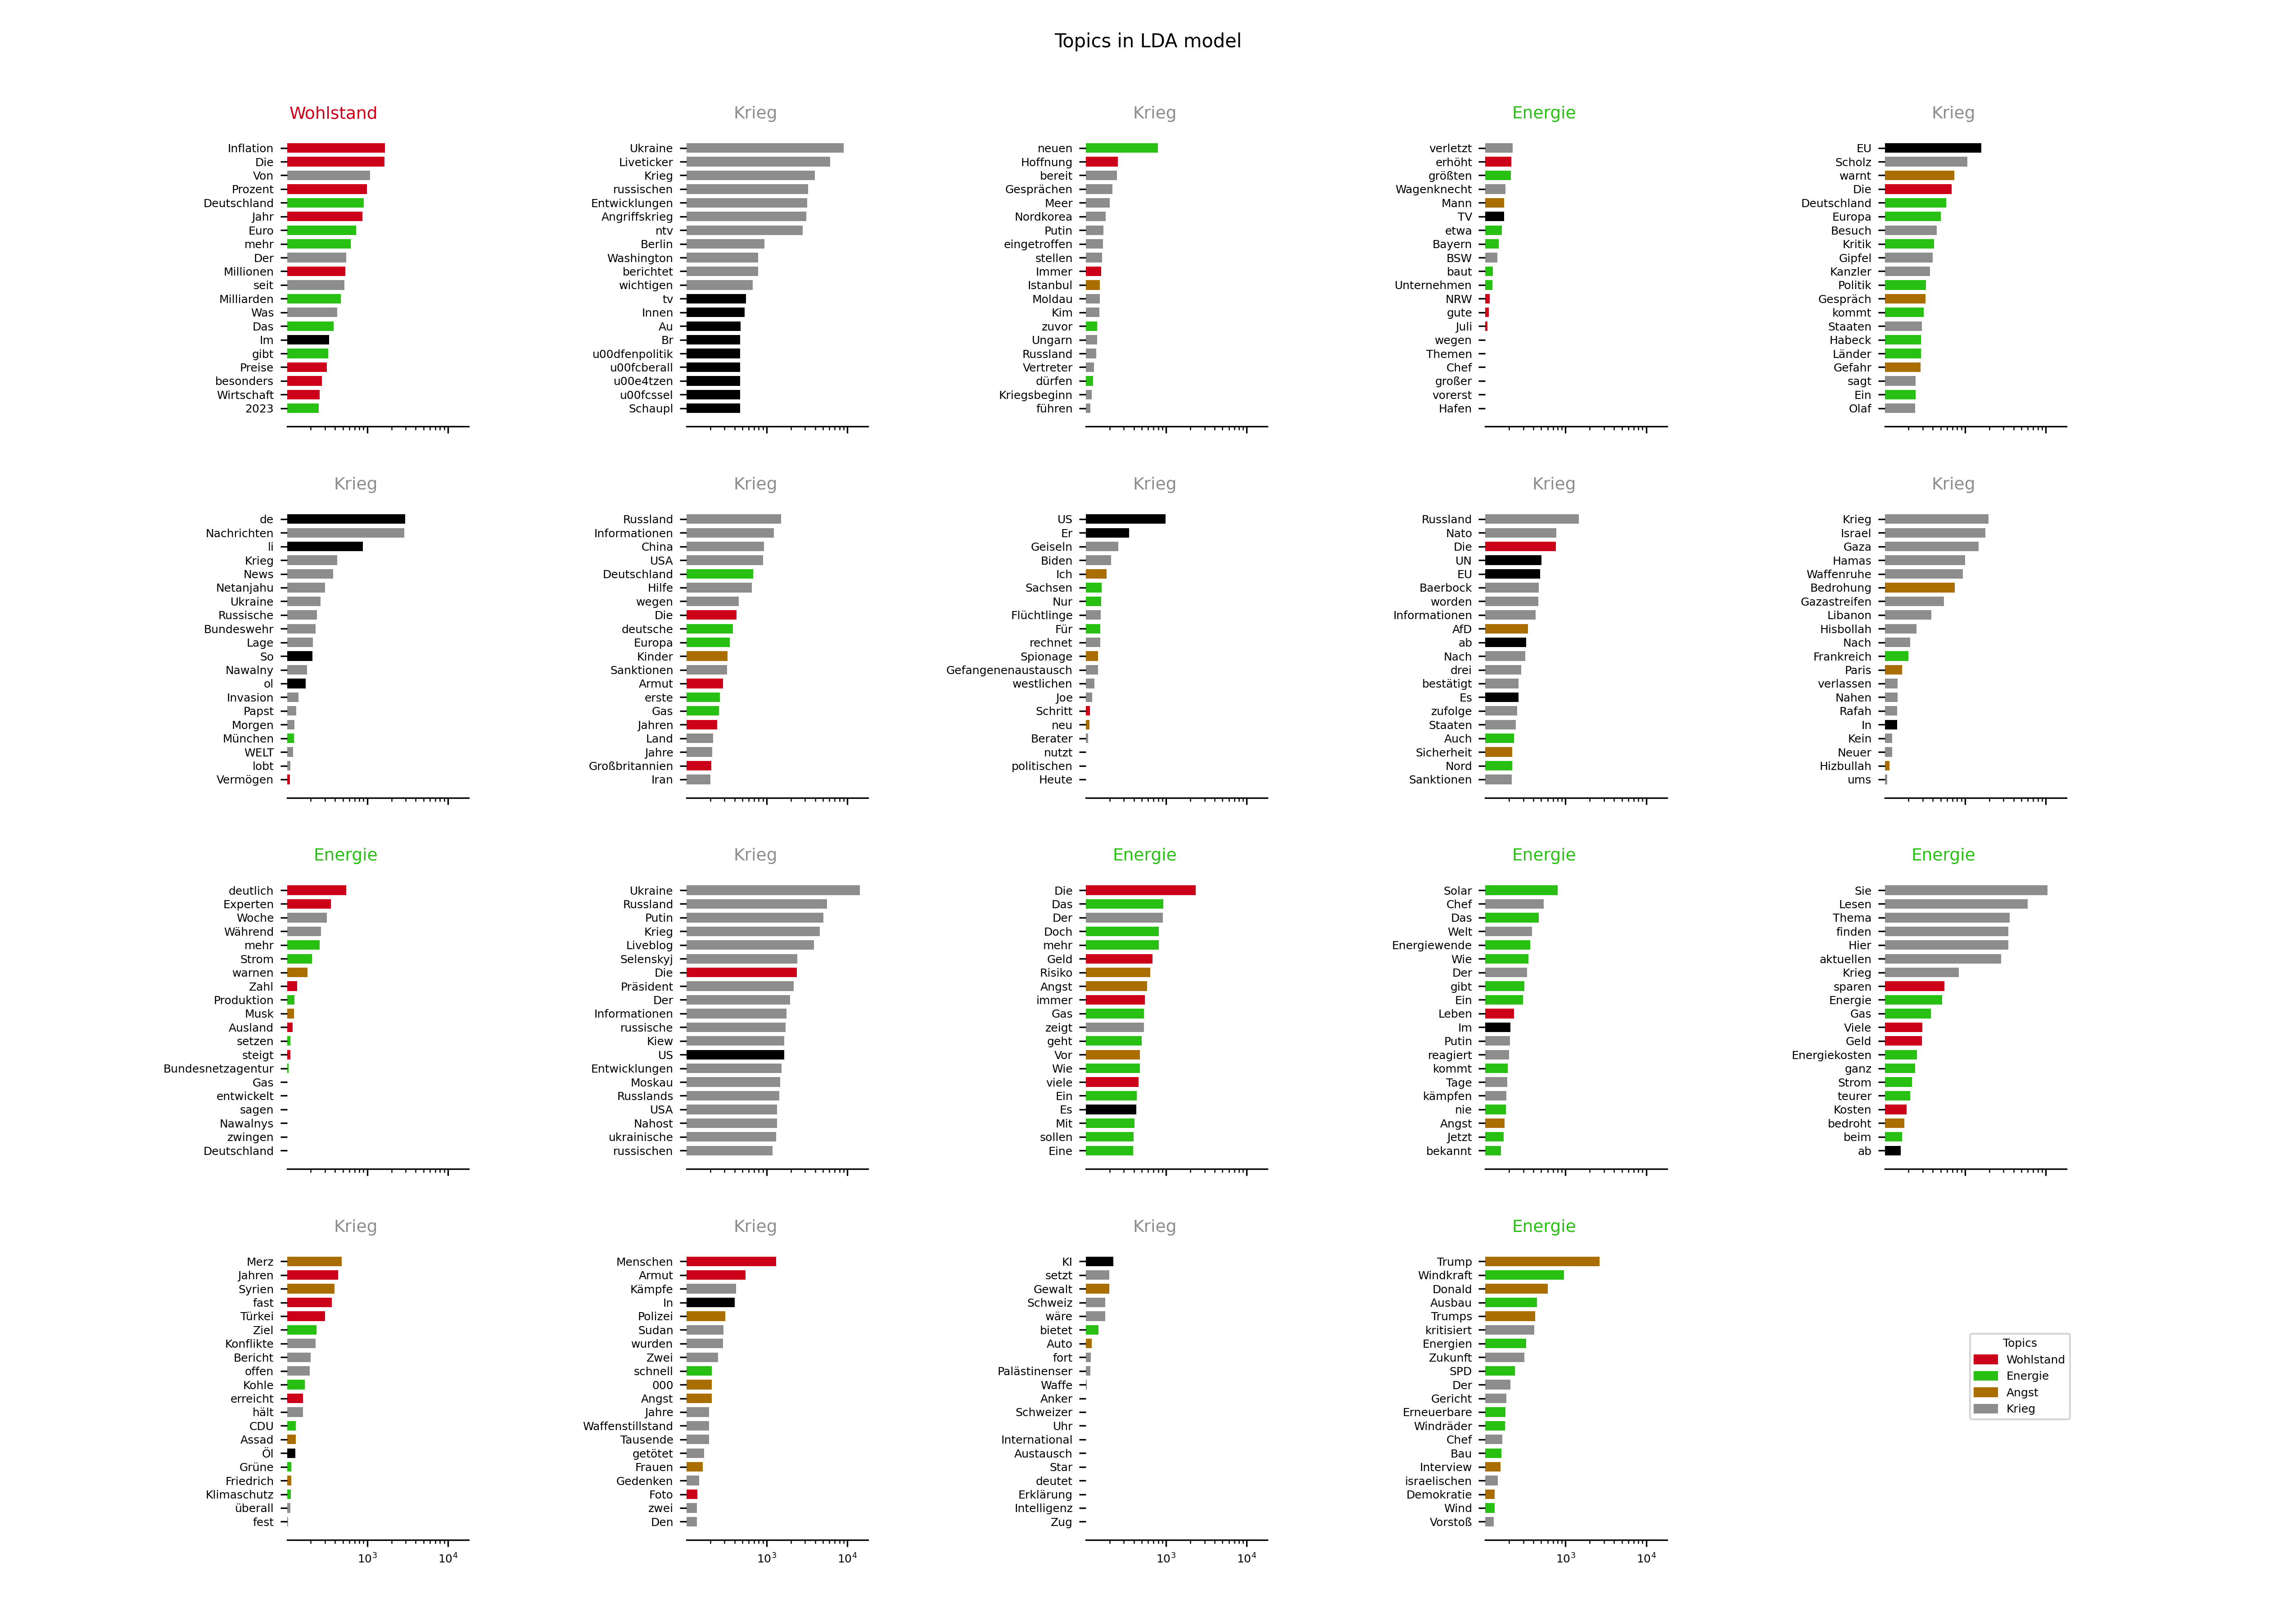 Topics in LDA model
Wohlstand
Inflation
Die
Von
Prozent
Deutschland
Jahr
Euro
mehr
Der
Millionen
seit
Milliarden
Was
Das
Im
gibt
Preise
besonders
Wirtschaft
2023
Krieg
Ukraine
Liveticker
Krieg
russischen
Entwicklungen
Angriffskrieg
ntv
Berlin
Washington
berichtet
wichtigen
tv
Innen
Au
Br
u00dfenpolitik
u00fcberall
u00e4tzen
u00fcssel
Schaupl
Krieg
neuen
Hoffnung
bereit
Gesprächen
Meer
Nordkorea
Putin
eingetroffen
stellen
Immer
Istanbul
Moldau
Kim
zuvor
Ungarn
Russland
Vertreter
dürfen
Kriegsbeginn
führen
Energie
verletzt
erhöht
größten
Wagenknecht
Mann
TV
etwa
Bayern
BSW
baut
Unternehmen
NRW
gute
Juli
wegen
Themen
Chef
großer
vorerst
Hafen
Krieg
EU
Scholz
warnt
Die
Deutschland
Europa
Besuch
Kritik
Gipfel
Kanzler
Politik
Gespräch
kommt
Staaten
Habeck
Länder
Gefahr
sagt
Ein
Olaf
Krieg
de
Nachrichten
li
Krieg
News
Netanjahu
Ukraine
Russische
Bundeswehr
Lage
So
Nawalny
ol
Invasion
Papst
Morgen
München
WELT
lobt
Vermögen
Krieg
Russland
Informationen
China
USA
Deutschland
Hilfe
wegen
Die
deutsche
Europa
Kinder
Sanktionen
Armut
erste
Gas
Jahren
Land
Jahre
Großbritannien
Iran
Krieg
US
Er
Geiseln
Biden
Ich
Sachsen
Nur
Flüchtlinge
Für
rechnet
Spionage
Gefangenenaustausch
westlichen
Joe
Schritt
neu
Berater
nutzt
politischen
Heute
Krieg
Russland
Nato
Die
UN
EU
Baerbock
worden
Informationen
AfD
ab
Nach
drei
bestätigt
Es
zufolge
Staaten
Auch
Sicherheit
Nord
Sanktionen
Krieg
Krieg
Israel
Gaza
Hamas
Waffenruhe
Bedrohung
Gazastreifen
Libanon
Hisbollah
Nach
Frankreich
Paris
verlassen
Nahen
Rafah
In
Kein
Neuer
Hizbullah
ums
Energie
deutlich
Experten
Woche
Während
mehr
Strom
warnen
Zahl
Produktion
Musk
Ausland
setzen
steigt
Bundesnetzagentur
Gas
entwickelt
sagen
Nawalnys
zwingen
Deutschland
Krieg
Ukraine
Russland
Putin
Krieg
Liveblog
Selenskyj
Die
Präsident
Der
Informationen
russische
Kiew
US
Entwicklungen
Moskau
Russlands
USA
Nahost
ukrainische
russischen
Energie
Die
Das
Der
Doch
mehr
Geld
Risiko
Angst
immer
Gas
zeigt
geht
Vor
Wie
viele
Ein
Es
Mit
sollen
Eine
Energie
Solar
Chef
Das
Welt
Energiewende
Wie
Der
gibt
Ein
Leben
Im
Putin
reagiert
kommt
Tage
kämpfen
nie
Angst
Jetzt
bekannt
Energie
Sie
Lesen
Thema
finden
Hier
aktuellen
Krieg
sparen
Energie
Gas
Viele
Geld
Energiekosten
ganz
Strom
teurer
Kosten
bedroht
beim
ab
Krieg
Merz
Jahren
Syrien
fast
Türkei
Ziel
Konflikte
Bericht
offen
Kohle
erreicht
hält
CDU
Assad
Öl
Grüne
Friedrich
Klimaschutz
überall
fest
10³ 10⁴
Krieg
Menschen
Armut
Kämpfe
In
Polizei
Sudan
wurden
Zwei
schnell
000
Angst
Jahre
Waffenstillstand
Tausende
getötet
Frauen
Gedenken
Foto
zwei
Den
10³ 10⁴
Krieg
KI
setzt
Gewalt
Schweiz
wäre
bietet
Auto
fort
Palästinenser
Waffe
Anker
Schweizer
Uhr
International
Austausch
Star
deutet
Erklärung
Intelligenz
Zug
10³ 10⁴
Energie
Trump
Windkraft
Donald
Ausbau
Trumps
kritisiert
Energien
Zukunft
SPD
Der
Gericht
Erneuerbare
Windräder
Chef
Bau
Interview
israelischen
Demokratie
Wind
Vorstoß
10³ 10⁴
Topics
Wohlstand
Energie
Angst
Krieg